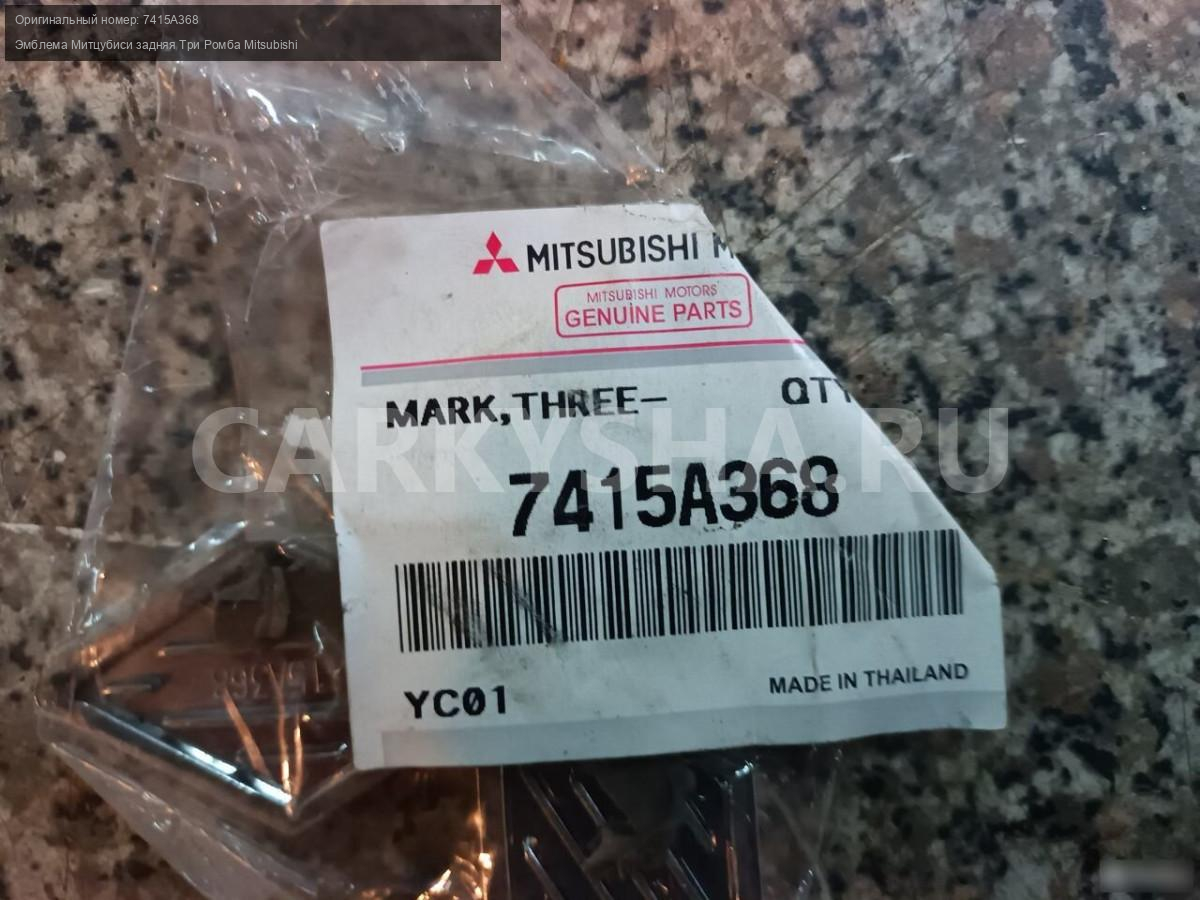 Оригинальный номер: 7415A368
Эмблема Митцубиси задняя Три Ромба Mitsubishi
MITSUBISHI M
MITSUBISHI MOTORS
GENUINE PARTS
MARK,THREE- QTY
CARKYSHA.RU
7415A368
YC01 MADE IN THAILAND